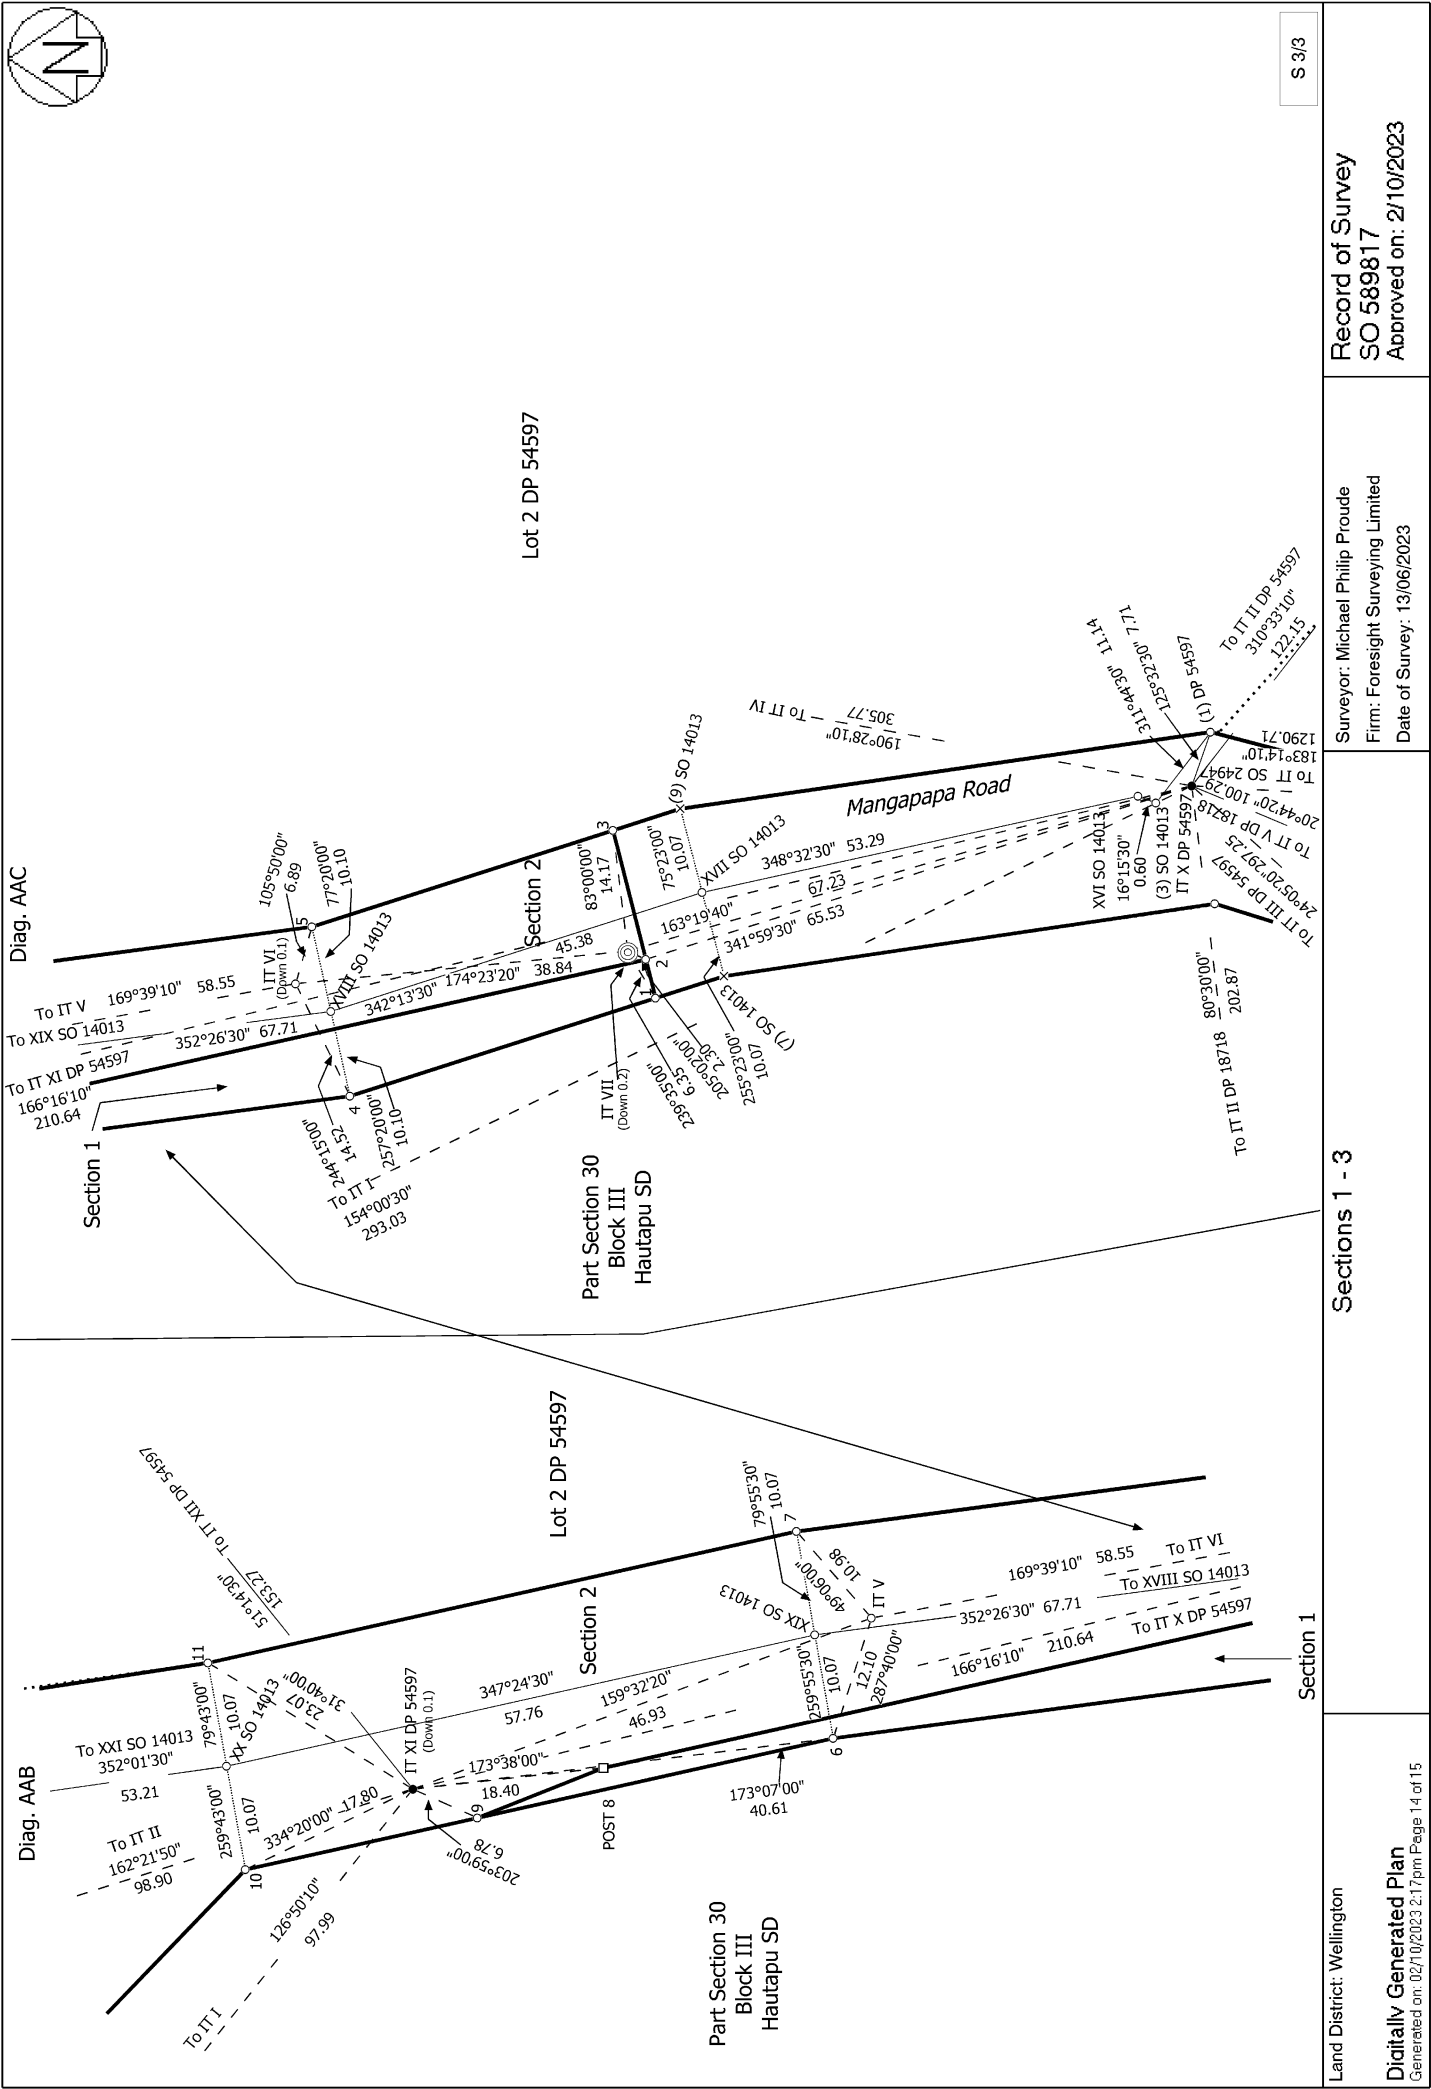 N
S 3/3
Diag. AAB
To XXI SO 14013
352°01'30"
53.21
To IT II
162°21'50"
98.90
79°43'00"
10.07
XX SO 14013
259°43'00"
10.07
10
11
334°20'00" 17.80
31°40'00"
23.07
51°14'30" To IT XII DP 54597
153.27
IT XI DP 54597
(Down 0.1)
126°50'10"
97.99
To IT I
203°59'00"
6.78
9
173°38'00"
18.40
POST 8
347°24'30"
57.76
159°32'20"
46.93
Section 2
Lot 2 DP 54597
173°07'00"
40.61
Part Section 30
Block III
Hautapu SD
79°55'30"
10.07
7
XIX SO 14013
49°06'00"
10.98
IT V
259°55'30"
10.07
12.10
287°40'00"
6
169°39'10" 58.55
To IT VI
To XVIII SO 14013
352°26'30" 67.71
166°16'10" 210.64
To IT X DP 54597
Section 1
Diag. AAC
To IT V 169°39'10" 58.55
To XIX SO 14013
352°26'30" 67.71
To IT XI DP 54597
166°16'10"
210.64
Section 1
105°50'00"
6.89
77°20'00"
10.10
5
IT VI
(Down 0.1)
XVIII SO 14013
4
244°15'00"
14.52
257°20'00"
10.10
To IT I
154°00'30"
293.03
342°13'30"
45.38
174°23'20" 38.84
Section 2
Lot 2 DP 54597
83°00'00"
14.17
3
2
1
IT VII
(Down 0.2)
239°35'00"
6.35
205°02'00"
2.30
255°23'00"
10.07
(7) SO 14013
Part Section 30
Block III
Hautapu SD
(9) SO 14013
75°23'00"
10.07
XVII SO 14013
163°19'40"
67.23
341°59'30" 65.53
348°32'30" 53.29
Mangapapa Road
To IT IV
190°28'10"
305.77
XVI SO 14013
16°15'30"
0.60
(3) SO 14013
IT X DP 54597
311°44'30" 11.14
125°32'30" 7.71
(1) DP 54597
To IT II DP 54597
310°33'10"
122.15
To IT SO 24947
183°14'10"
1290.71
To IT V DP 18718
20°44'20" 100.29
To IT III DP 54597
24°05'20" 297.25
80°30'00"
202.87
To IT II DP 18718
Land District: Wellington
Digitally Generated Plan
Generated on: 02/10/2023 2:17pm Page 14 of 15
Sections 1 - 3
Surveyor: Michael Philip Proude
Firm: Foresight Surveying Limited
Date of Survey: 13/06/2023
Record of Survey
SO 589817
Approved on: 2/10/2023